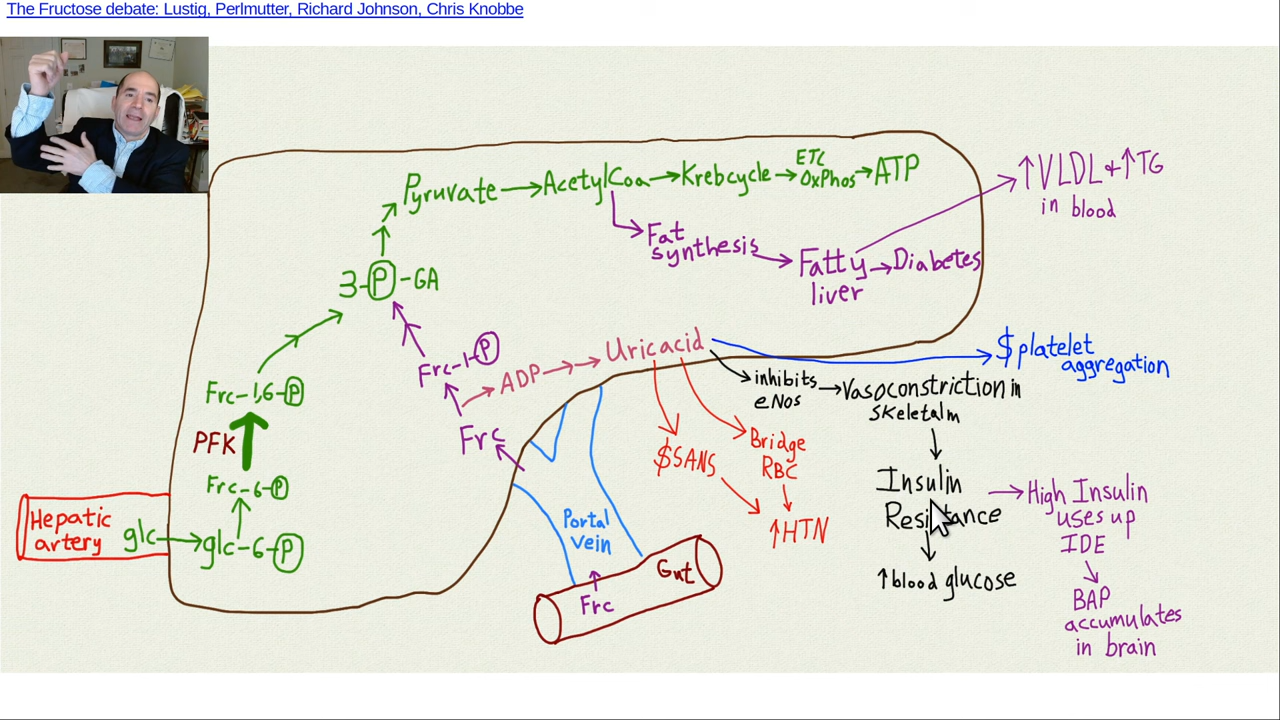 The Fructose debate: Lustig, Perlmutter, Richard Johnson, Chris Knobbe
Pyruvate → AcetylCoa → Krebcycle → ETC OxPhos → ATP
↑VLDL & ↑TG
in blood
Fat
synthesis
Fatty → Diabetes
liver
3-P-GA
Frc-1-P
ADP
Uricacid
$ platelet
aggregation
Frc-1,6-P
PFK
Frc-6-P
Frc
inhibits
eNos
Vasoconstriction in
Skeletal m
$SANS
Bridge
RBC
↑HTN
Insulin
Resistance
↑blood glucose
High Insulin
uses up
IDE
BAP
accumulates
in brain
Hepatic
artery
glc
glc-6-P
Portal
vein
Gut
Frc